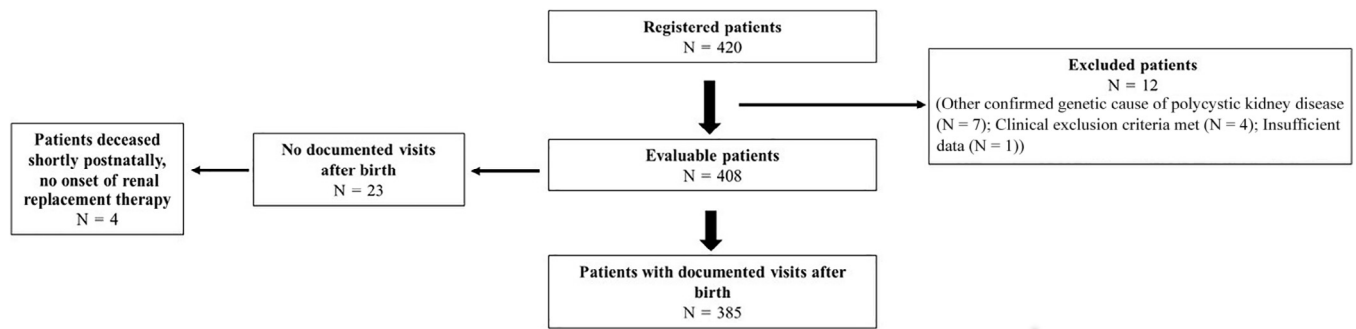 Registered patients
N = 420
Excluded patients
N = 12
(Other confirmed genetic cause of polycystic kidney disease
(N = 7); Clinical exclusion criteria met (N = 4); Insufficient
data (N = 1))
Evaluable patients
N = 408
No documented visits
after birth
N = 23
Patients deceased
shortly postnatally,
no onset of renal
replacement therapy
N = 4
Patients with documented visits after
birth
N = 385